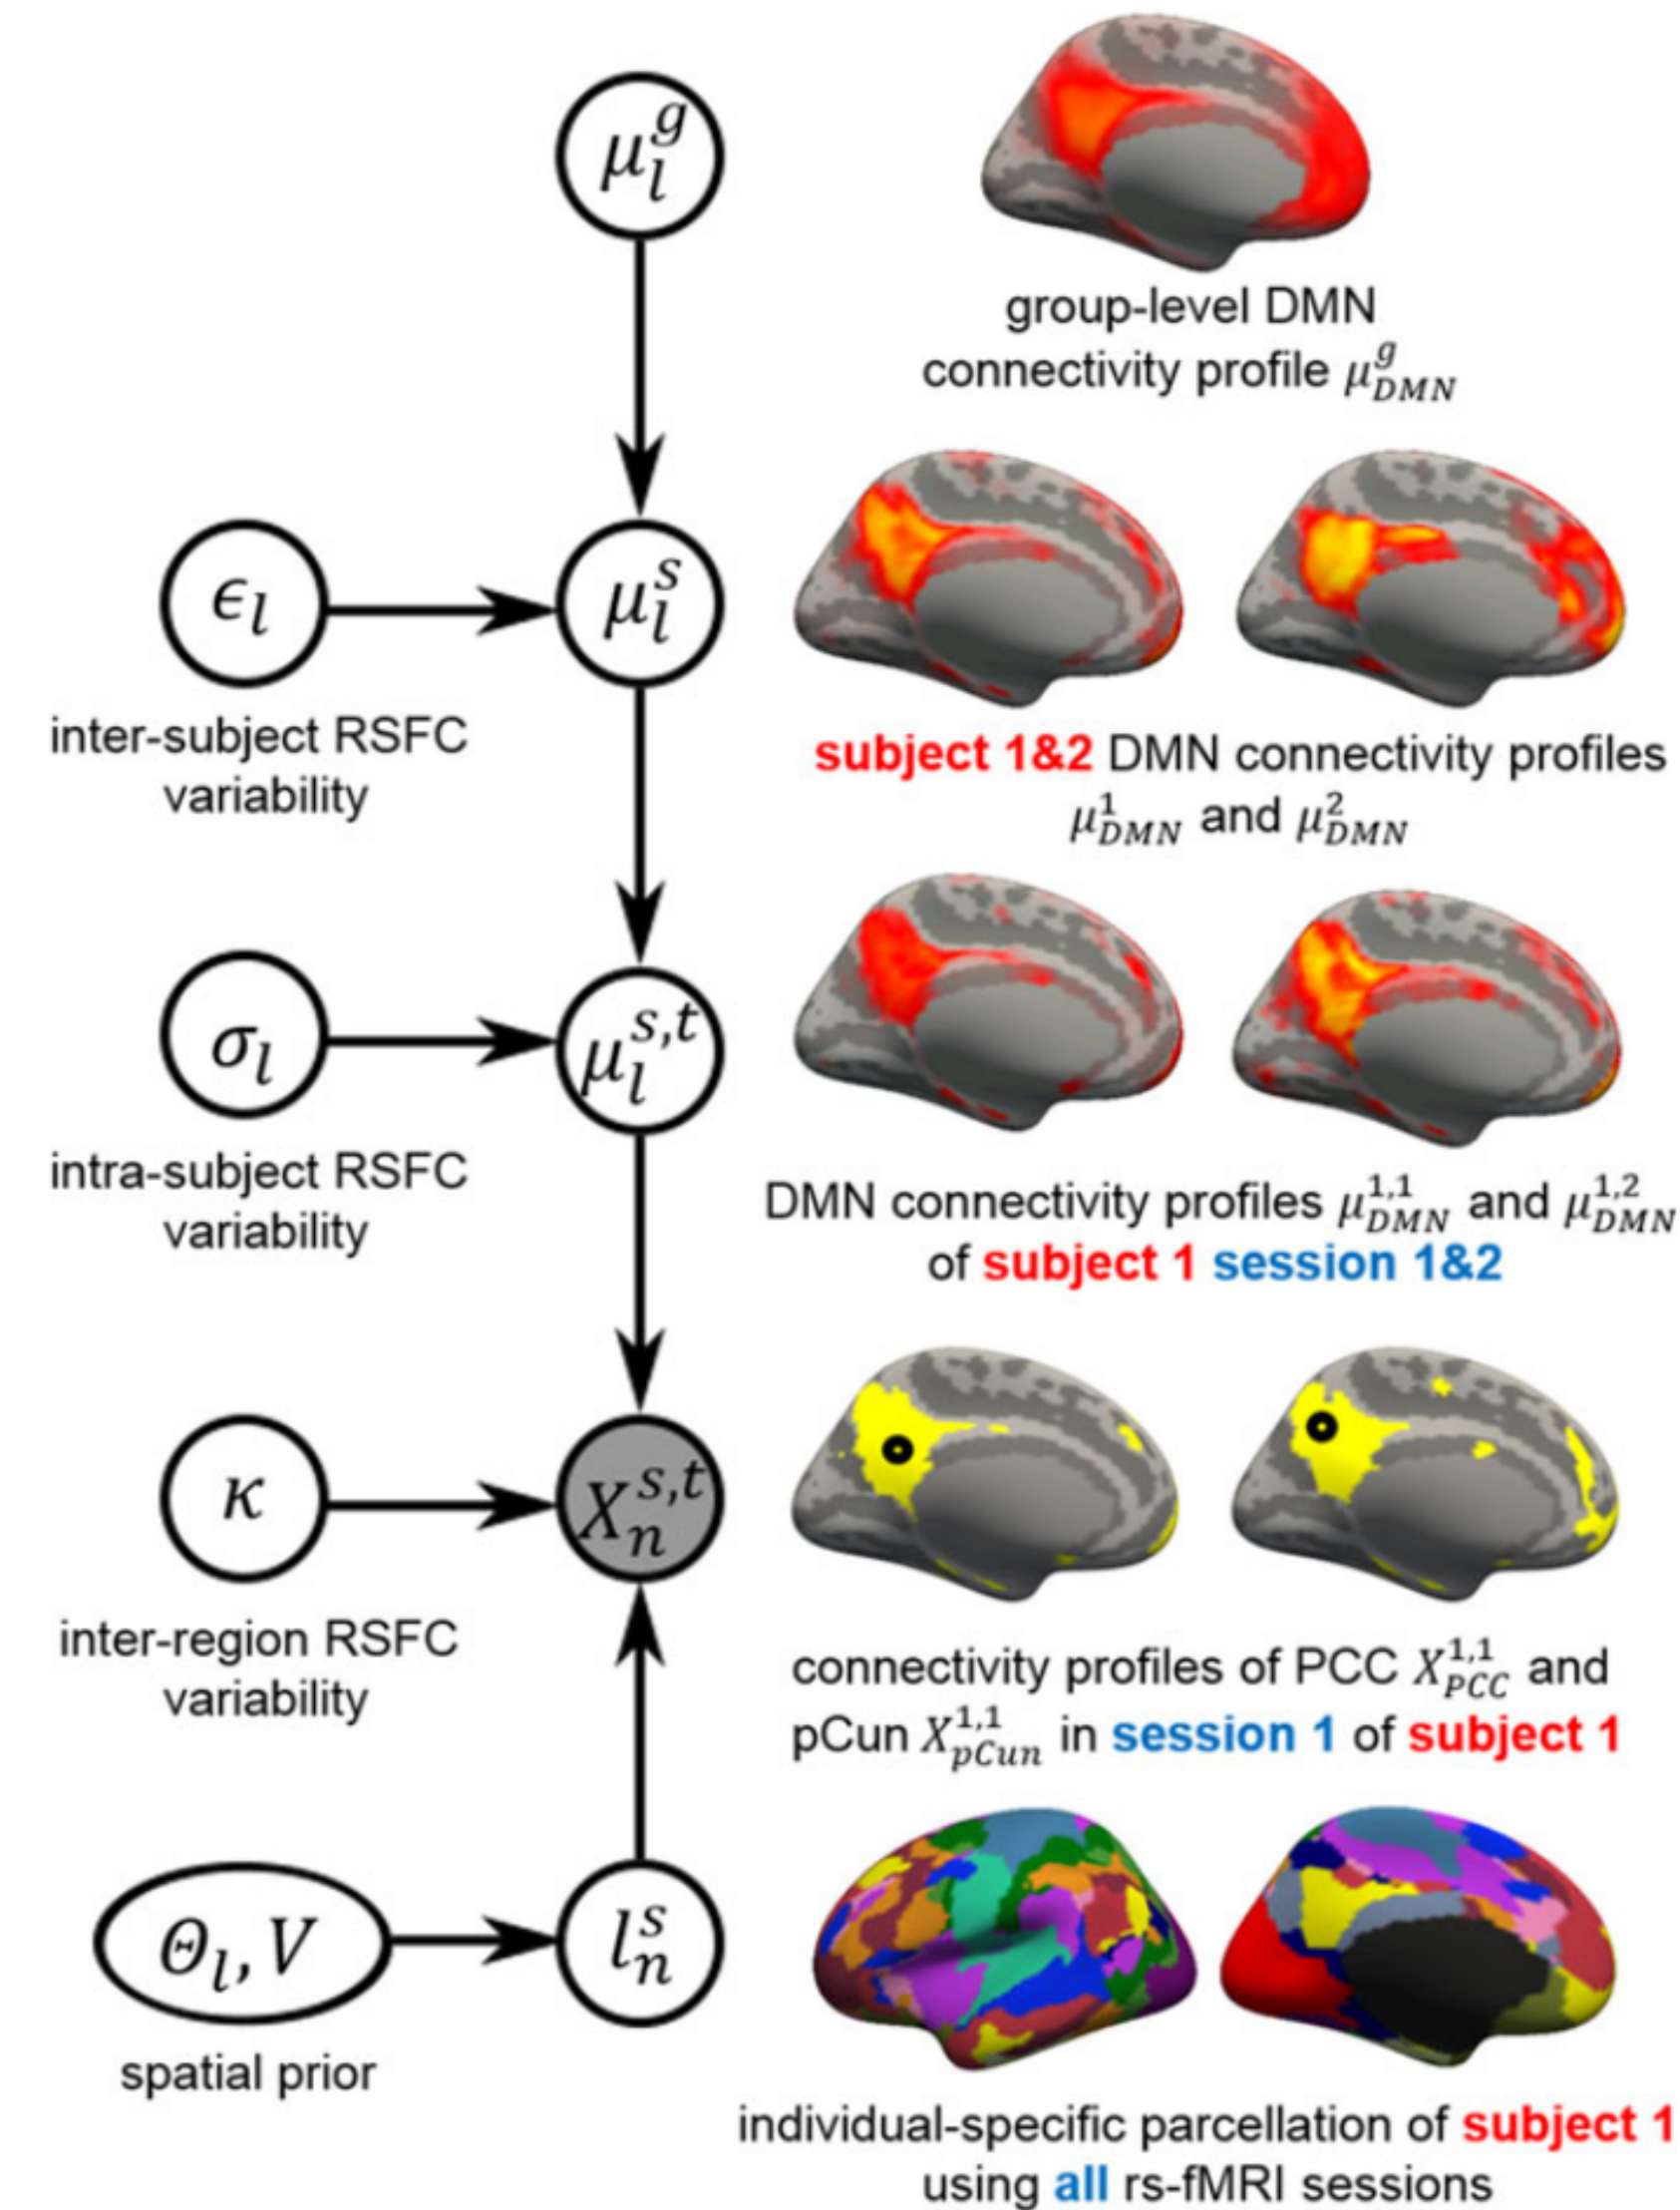 μ_l^g
group-level DMN
connectivity profile μ_DMN^g
ϵ_l
μ_l^s
inter-subject RSFC
variability
subject 1&2 DMN connectivity profiles
μ_DMN^1 and μ_DMN^2
σ_l
μ_l^{s,t}
intra-subject RSFC
variability
DMN connectivity profiles μ_DMN^{1,1} and μ_DMN^{1,2}
of subject 1 session 1&2
κ
X_n^{s,t}
inter-region RSFC
variability
connectivity profiles of PCC X_PCC^{1,1} and
pCun X_pCun^{1,1} in session 1 of subject 1
Θ_l, V
l_n^s
spatial prior
individual-specific parcellation of subject 1
using all rs-fMRI sessions